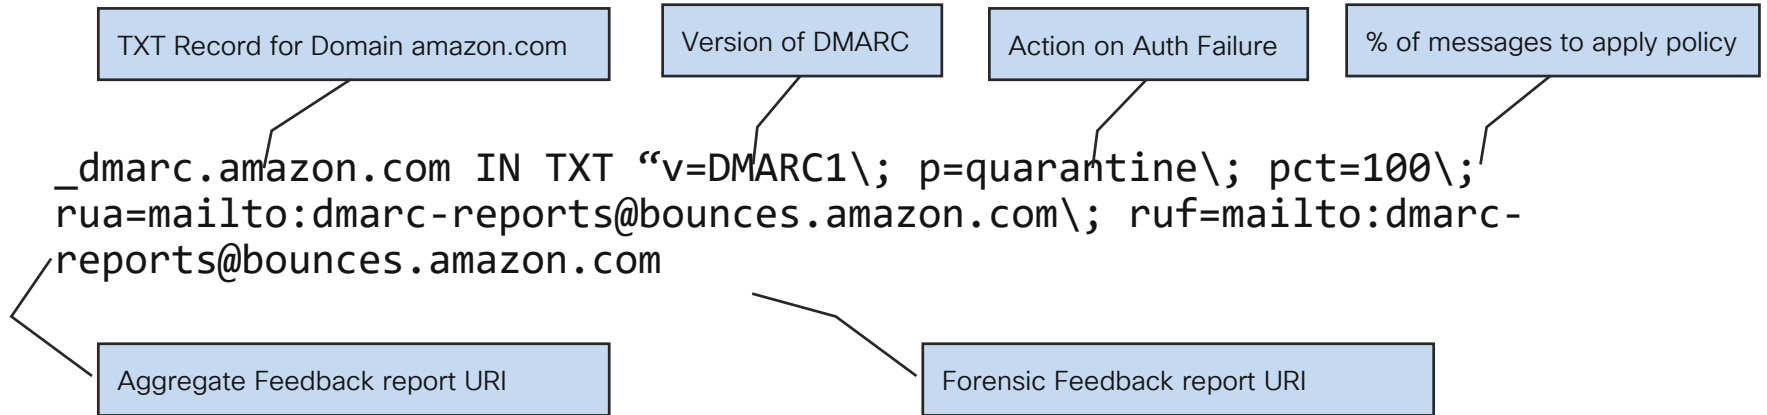 TXT Record for Domain amazon.com
Version of DMARC
Action on Auth Failure
% of messages to apply policy
_dmarc.amazon.com IN TXT “v=DMARC1\; p=quarantine\; pct=100\;
rua=mailto:dmarc-reports@bounces.amazon.com\; ruf=mailto:dmarc-
reports@bounces.amazon.com
Aggregate Feedback report URI
Forensic Feedback report URI